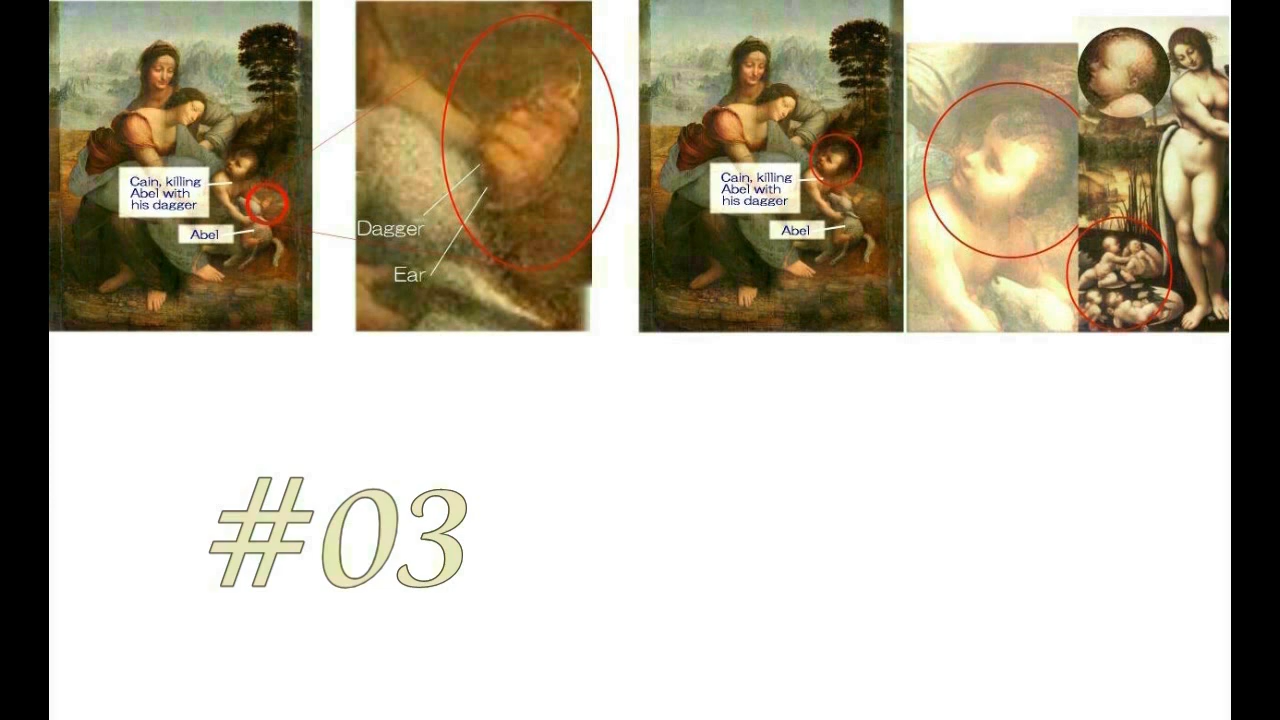 Cain, killing
Abel with
his dagger
Abel
Dagger
Ear
Cain, killing
Abel with
his dagger
Abel
#03